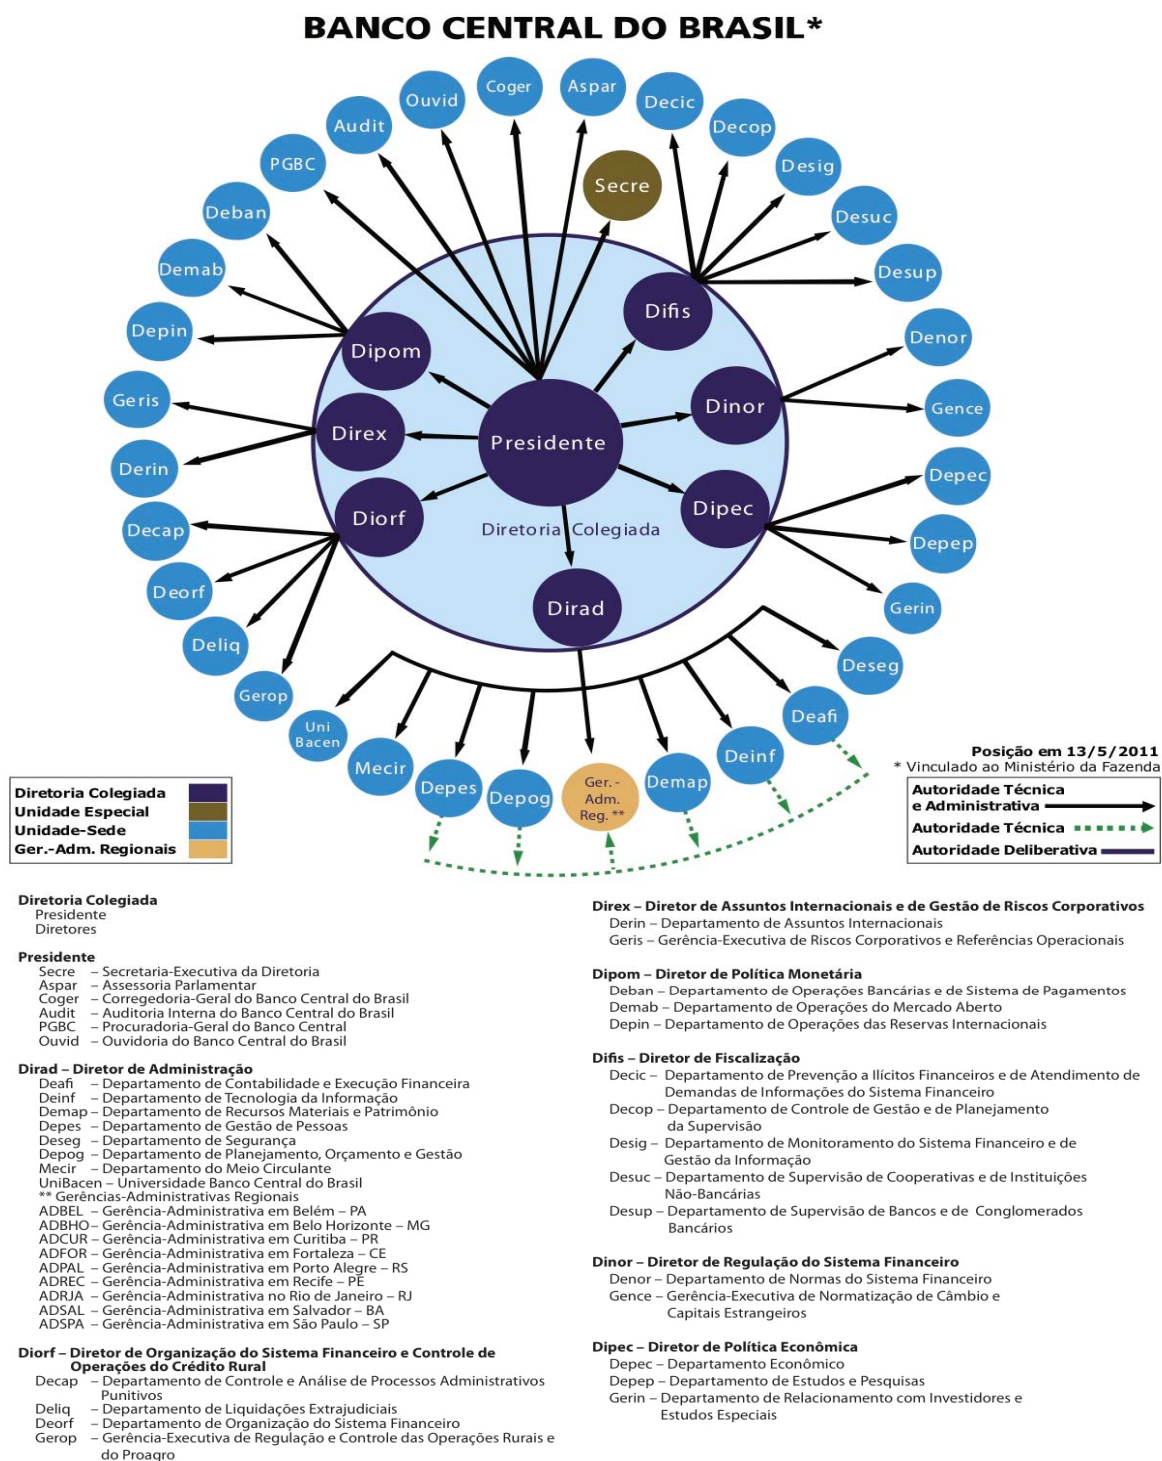 BANCO CENTRAL DO BRASIL*
Coger
Aspar
Ouvid
Decic
Audit
Decop
PGBC
Desig
Secre
Deban
Desuc
Demab
Desup
Difis
Depin
Dipom
Denor
Geris
Dinor
Gence
Direx
Presidente
Derin
Depec
Dipec
Diorf
Decap
Diretoria Colegiada
Depep
Deorf
Dirad
Gerin
Deliq
Deseg
Gerop
Deafi
Uni
Bacen
Deinf
Mecir
Depes
Depog
Ger. -
Adm.
Reg. **
Demap
Posição em 13/5/2011
* Vinculado ao Ministério da Fazenda
Diretoria Colegiada
Unidade Especial
Unidade-Sede
Ger.-Adm. Regionais
Autoridade Técnica
e Administrativa
Autoridade Técnica
Autoridade Deliberativa
Diretoria Colegiada
Presidente
Diretores
Presidente
Secre – Secretaria-Executiva da Diretoria
Aspar – Assessoria Parlamentar
Coger – Corregedoria-Geral do Banco Central do Brasil
Audit – Auditoria Interna do Banco Central do Brasil
PGBC – Procuradoria-Geral do Banco Central
Ouvid – Ouvidoria do Banco Central do Brasil
Dirad – Diretor de Administração
Deafi – Departamento de Contabilidade e Execução Financeira
Deinf – Departamento de Tecnologia da Informação
Demap – Departamento de Recursos Materiais e Patrimônio
Depes – Departamento de Gestão de Pessoas
Deseg – Departamento de Segurança
Depog – Departamento de Planejamento, Orçamento e Gestão
Mecir – Departamento do Meio Circulante
UniBacen – Universidade Banco Central do Brasil
** Gerências-Administrativas Regionais
ADBEL – Gerência-Administrativa em Belém – PA
ADBHO – Gerência-Administrativa em Belo Horizonte – MG
ADCUR – Gerência-Administrativa em Curitiba – PR
ADFOR – Gerência-Administrativa em Fortaleza – CE
ADPAL – Gerência-Administrativa em Porto Alegre – RS
ADREC – Gerência-Administrativa em Recife – PE
ADRJA – Gerência-Administrativa no Rio de Janeiro – RJ
ADSAL – Gerência-Administrativa em Salvador – BA
ADSPA – Gerência-Administrativa em São Paulo – SP
Diorf – Diretor de Organização do Sistema Financeiro e Controle de
Operações do Crédito Rural
Decap – Departamento de Controle e Análise de Processos Administrativos
Punitivos
Deliq – Departamento de Liquidações Extrajudiciais
Deorf – Departamento de Organização do Sistema Financeiro
Gerop – Gerência-Executiva de Regulação e Controle das Operações Rurais e
do Proagro
Direx – Diretor de Assuntos Internacionais e de Gestão de Riscos Corporativos
Derin – Departamento de Assuntos Internacionais
Geris – Gerência-Executiva de Riscos Corporativos e Referências Operacionais
Dipom – Diretor de Política Monetária
Deban – Departamento de Operações Bancárias e de Sistema de Pagamentos
Demab – Departamento de Operações do Mercado Aberto
Depin – Departamento de Operações das Reservas Internacionais
Difis – Diretor de Fiscalização
Decic – Departamento de Prevenção a Ilícitos Financeiros e de Atendimento de
Demandas de Informações do Sistema Financeiro
Decop – Departamento de Controle de Gestão e de Planejamento
da Supervisão
Desig – Departamento de Monitoramento do Sistema Financeiro e de
Gestão da Informação
Desuc – Departamento de Supervisão de Cooperativas e de Instituições
Não-Bancárias
Desup – Departamento de Supervisão de Bancos e de Conglomerados
Bancários
Dinor – Diretor de Regulação do Sistema Financeiro
Denor – Departamento de Normas do Sistema Financeiro
Gence – Gerência-Executiva de Normatização de Câmbio e
Capitais Estrangeiros
Dipec – Diretor de Política Econômica
Depec – Departamento Econômico
Depep – Departamento de Estudos e Pesquisas
Gerin – Departamento de Relacionamento com Investidores e
Estudos Especiais